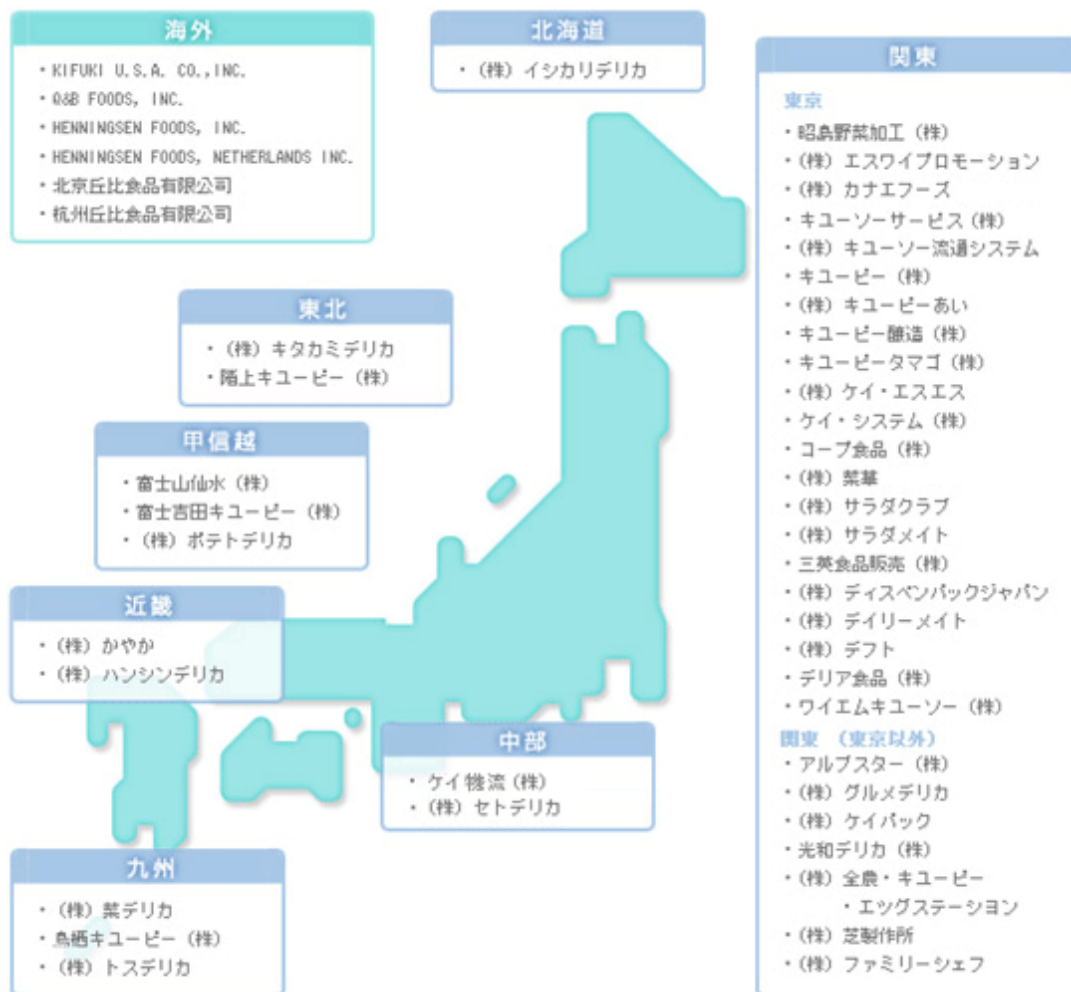 海外
・KIFUKI U.S.A. CO.,INC.
・Q&B FOODS, INC.
・HENNINGSEN FOODS, INC.
・HENNINGSEN FOODS, NETHERLANDS INC.
・北京丘比食品有限公司
・杭州丘比食品有限公司
北海道
・(株) イシカリデリカ
東北
・(株) キタカミデリカ
・階上キユーピー (株)
甲信越
・富士山仙水 (株)
・富士吉田キユーピー (株)
・(株) ポテトデリカ
近畿
・(株) かやか
・(株) ハンシンデリカ
中部
・ケイ物流 (株)
・(株) セトデリカ
九州
・(株) 菜デリカ
・鳥栖キユーピー (株)
・(株) トスデリカ
関東
東京
・昭島野菜加工 (株)
・(株) エスワイプロモーション
・(株) カナエフーズ
・キユーソーサービス (株)
・(株) キユーソー流通システム
・キユーピー (株)
・(株) キユーピーあい
・キユーピー醸造 (株)
・キユーピータマゴ (株)
・(株) ケイ・エスエス
・ケイ・システム (株)
・コープ食品 (株)
・(株) 菜華
・(株) サラダクラブ
・(株) サラダメイト
・三英食品販売 (株)
・(株) ディスペンパックジャパン
・(株) デイリーメイト
・(株) デフト
・デリア食品 (株)
・ワイエムキユーソー (株)
関東 (東京以外)
・アルプスター (株)
・(株) グルメデリカ
・(株) ケイパック
・光和デリカ (株)
・(株) 全農・キユーピー
・エッグステーション
・(株) 芝製作所
・(株) ファミリーシェフ